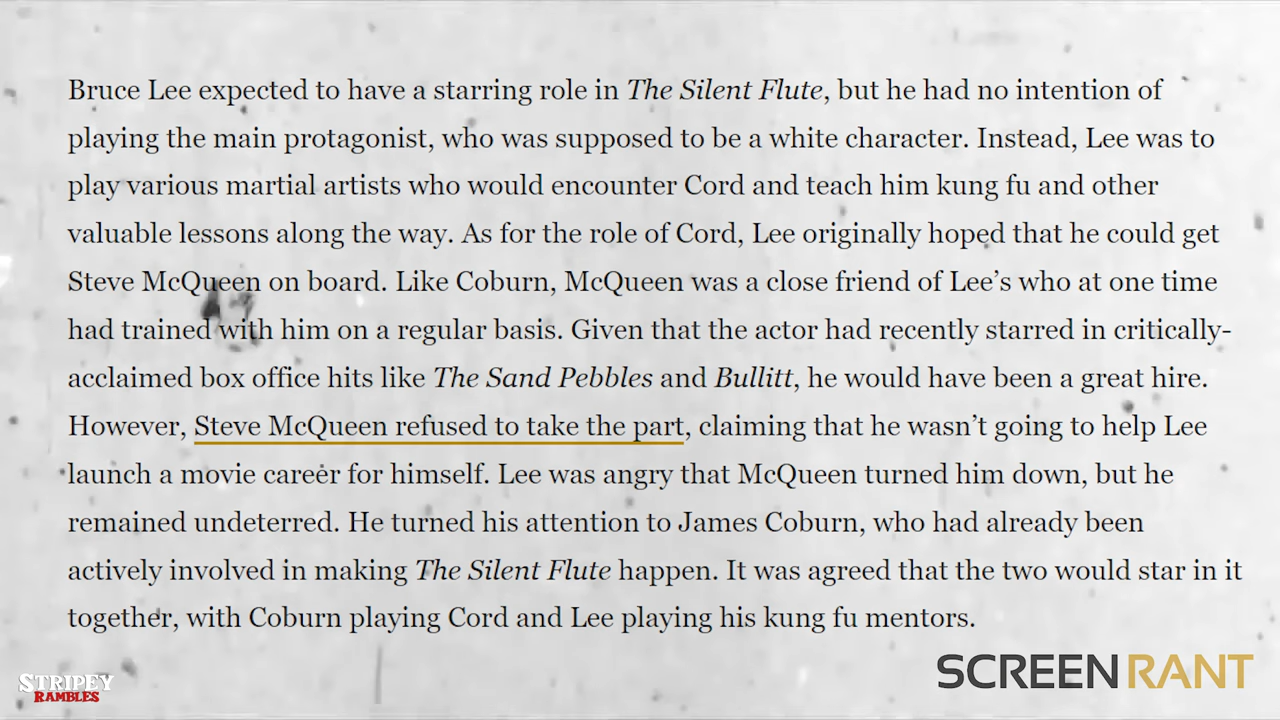 Bruce Lee expected to have a starring role in The Silent Flute, but he had no intention of
playing the main protagonist, who was supposed to be a white character. Instead, Lee was to
play various martial artists who would encounter Cord and teach him kung fu and other
valuable lessons along the way. As for the role of Cord, Lee originally hoped that he could get
Steve McQueen on board. Like Coburn, McQueen was a close friend of Lee’s who at one time
had trained with him on a regular basis. Given that the actor had recently starred in critically-
acclaimed box office hits like The Sand Pebbles and Bullitt, he would have been a great hire.
However, Steve McQueen refused to take the part, claiming that he wasn’t going to help Lee
launch a movie career for himself. Lee was angry that McQueen turned him down, but he
remained undeterred. He turned his attention to James Coburn, who had already been
actively involved in making The Silent Flute happen. It was agreed that the two would star in it
together, with Coburn playing Cord and Lee playing his kung fu mentors.
STRIPEY
RAMBLES
SCREENRANT